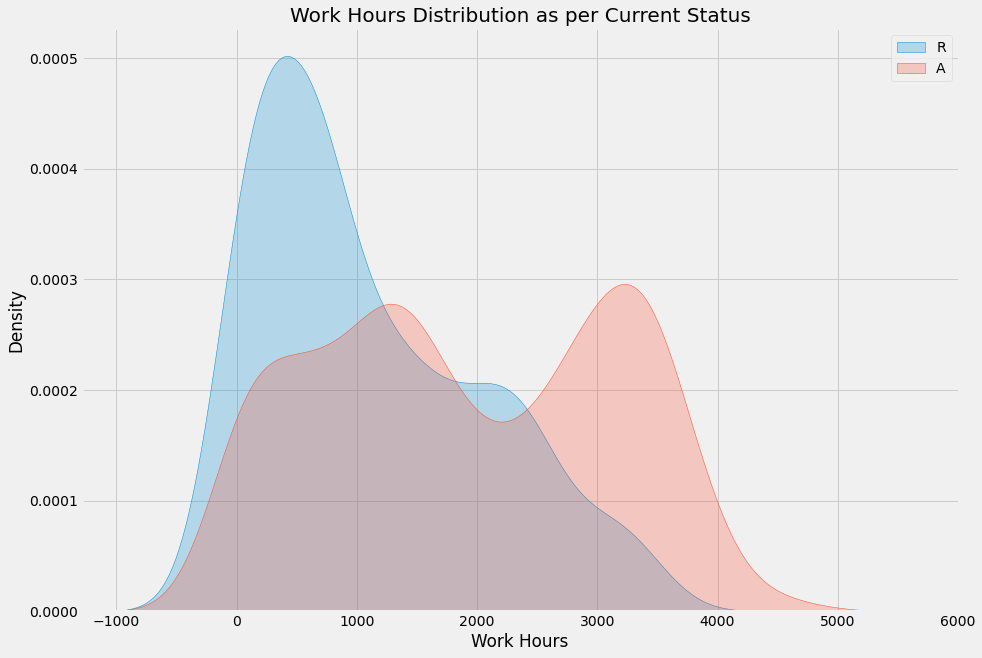 Work Hours Distribution as per Current Status
R
A
0.0005
0.0004
0.0003
0.0002
0.0001
0.0000
Density
−1000 0 1000 2000 3000 4000 5000 6000
Work Hours